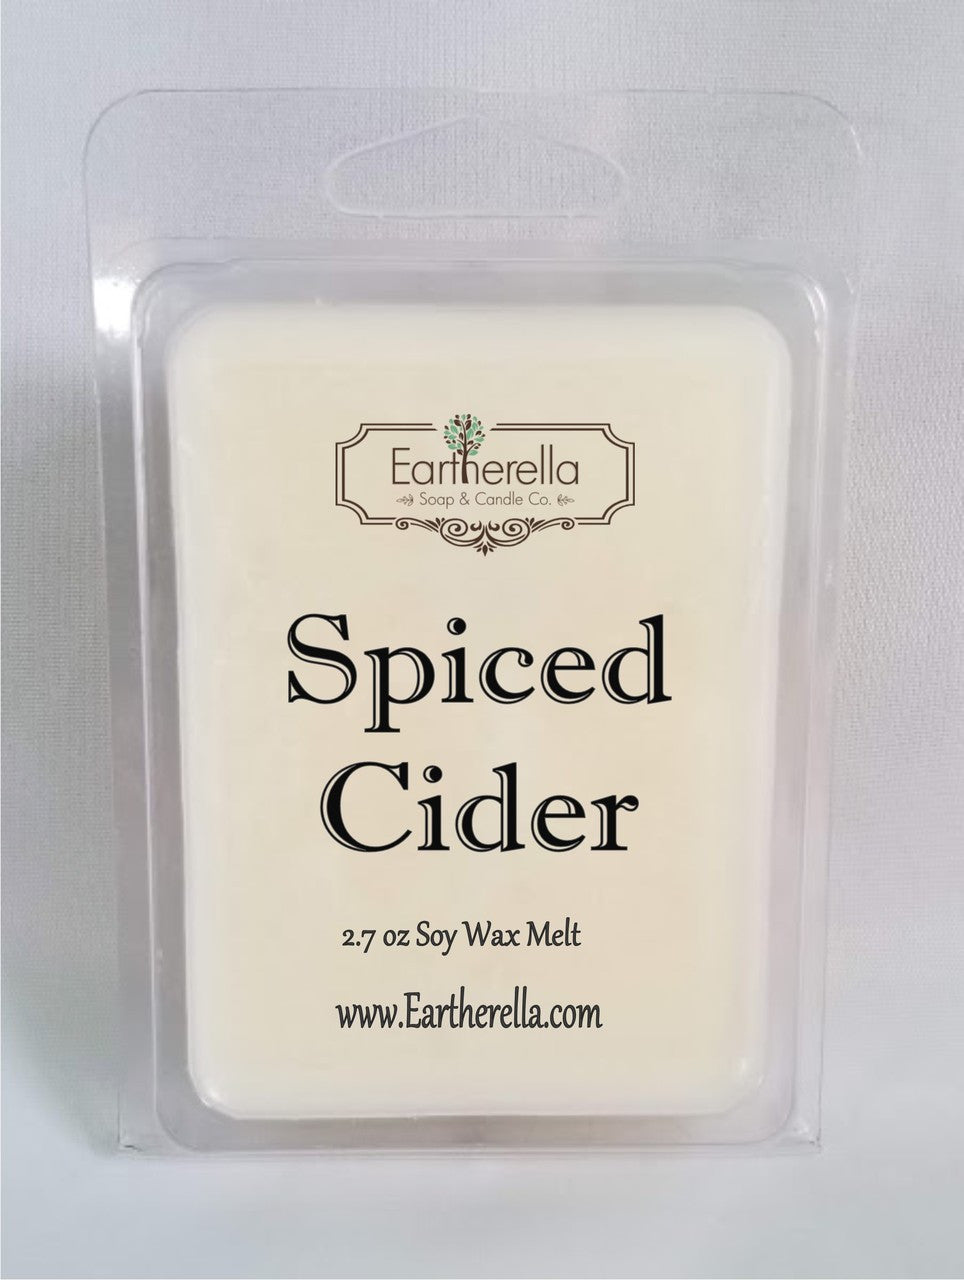 Eartherella
Soap & Candle Co.
Spiced
Cider
2.7 oz Soy Wax Melt
www.Eartherella.com